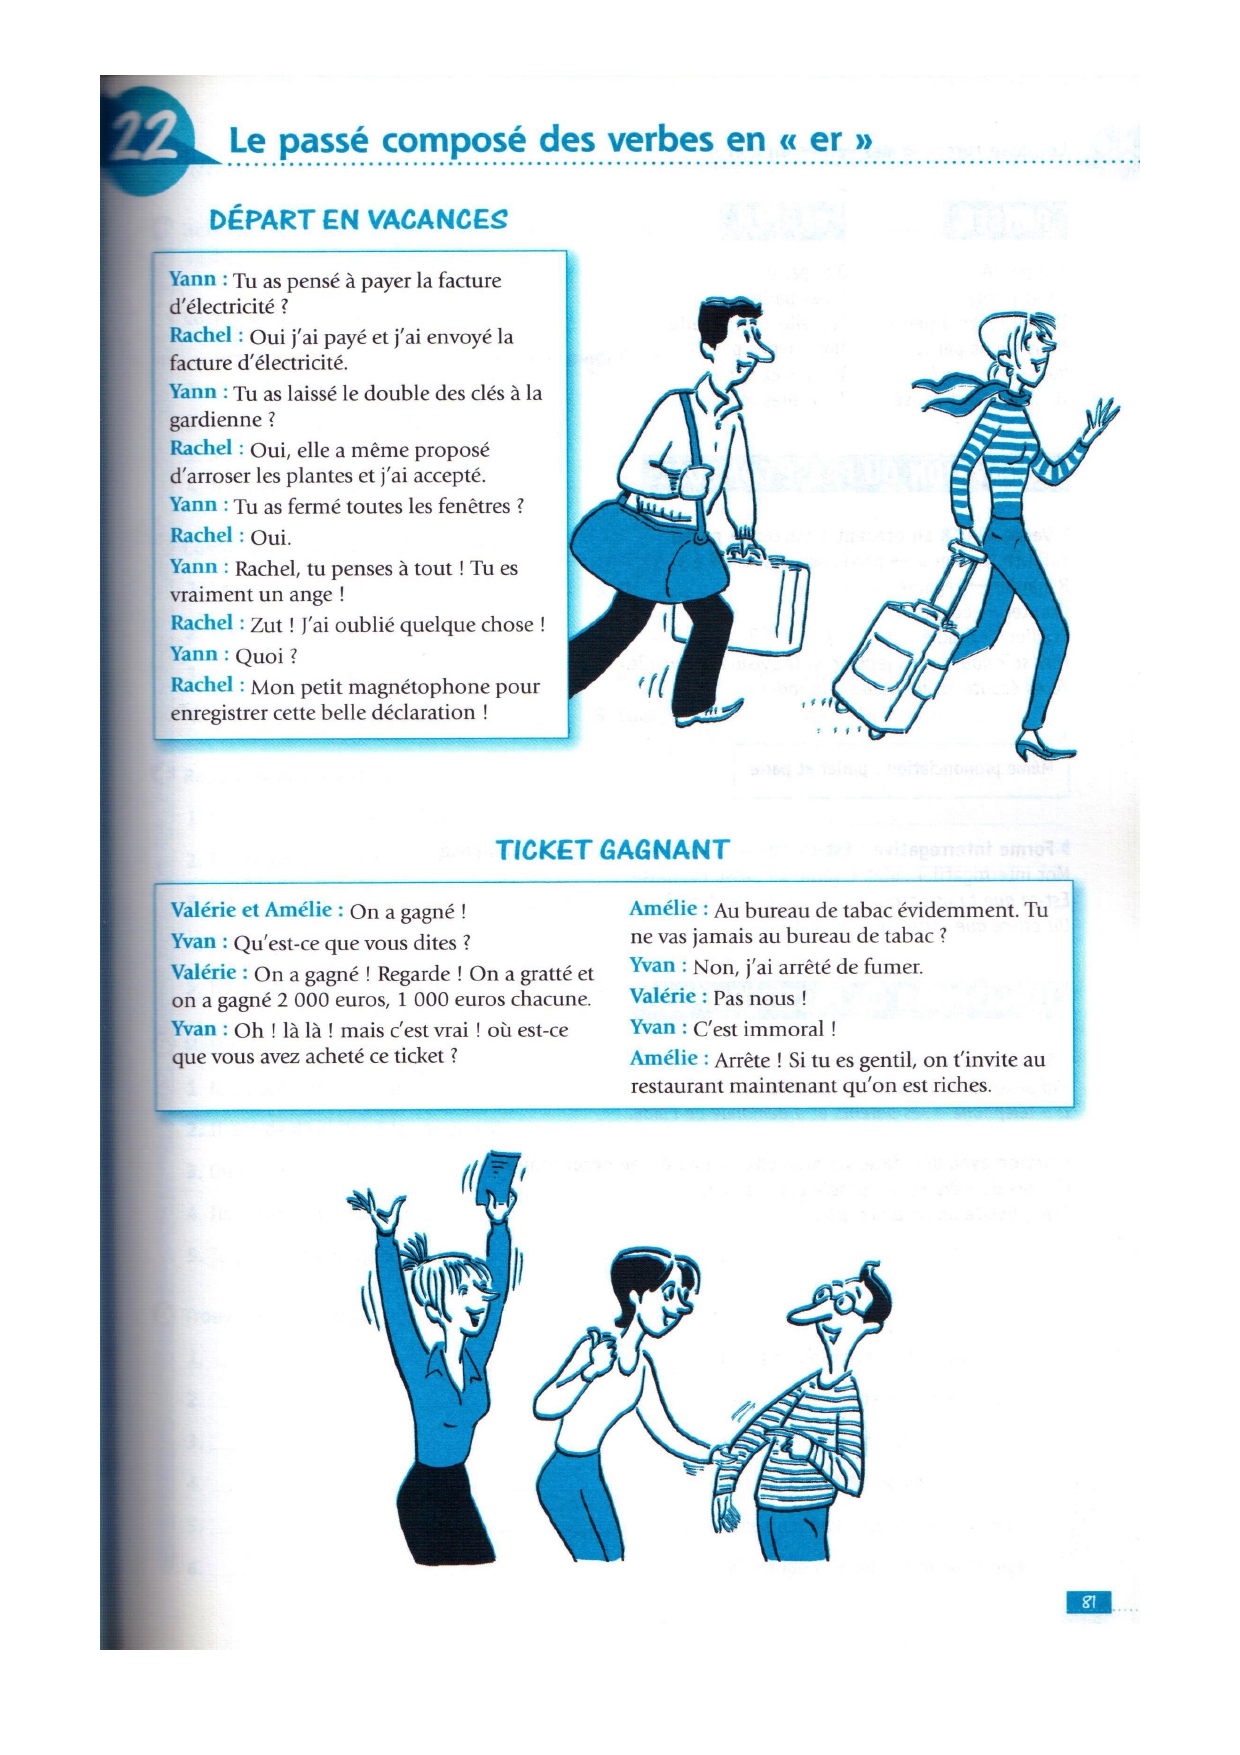 22
Le passé composé des verbes en « er »
DÉPART EN VACANCES
Yann : Tu as pensé à payer la facture
d'électricité ?
Rachel : Oui j'ai payé et j'ai envoyé la
facture d'électricité.
Yann : Tu as laissé le double des clés à la
gardienne ?
Rachel : Oui, elle a même proposé
d'arroser les plantes et j'ai accepté.
Yann : Tu as fermé toutes les fenêtres ?
Rachel : Oui.
Yann : Rachel, tu penses à tout ! Tu es
vraiment un ange !
Rachel : Zut ! J'ai oublié quelque chose !
Yann : Quoi ?
Rachel : Mon petit magnétophone pour
enregistrer cette belle déclaration !
TICKET GAGNANT
Valérie et Amélie : On a gagné !
Yvan : Qu'est-ce que vous dites ?
Valérie : On a gagné ! Regarde ! On a gratté et
on a gagné 2 000 euros, 1 000 euros chacune.
Yvan : Oh ! là là ! mais c'est vrai ! où est-ce
que vous avez acheté ce ticket ?
Amélie : Au bureau de tabac évidemment. Tu
ne vas jamais au bureau de tabac ?
Yvan : Non, j'ai arrêté de fumer.
Valérie : Pas nous !
Yvan : C'est immoral !
Amélie : Arrête ! Si tu es gentil, on t'invite au
restaurant maintenant qu'on est riches.
81